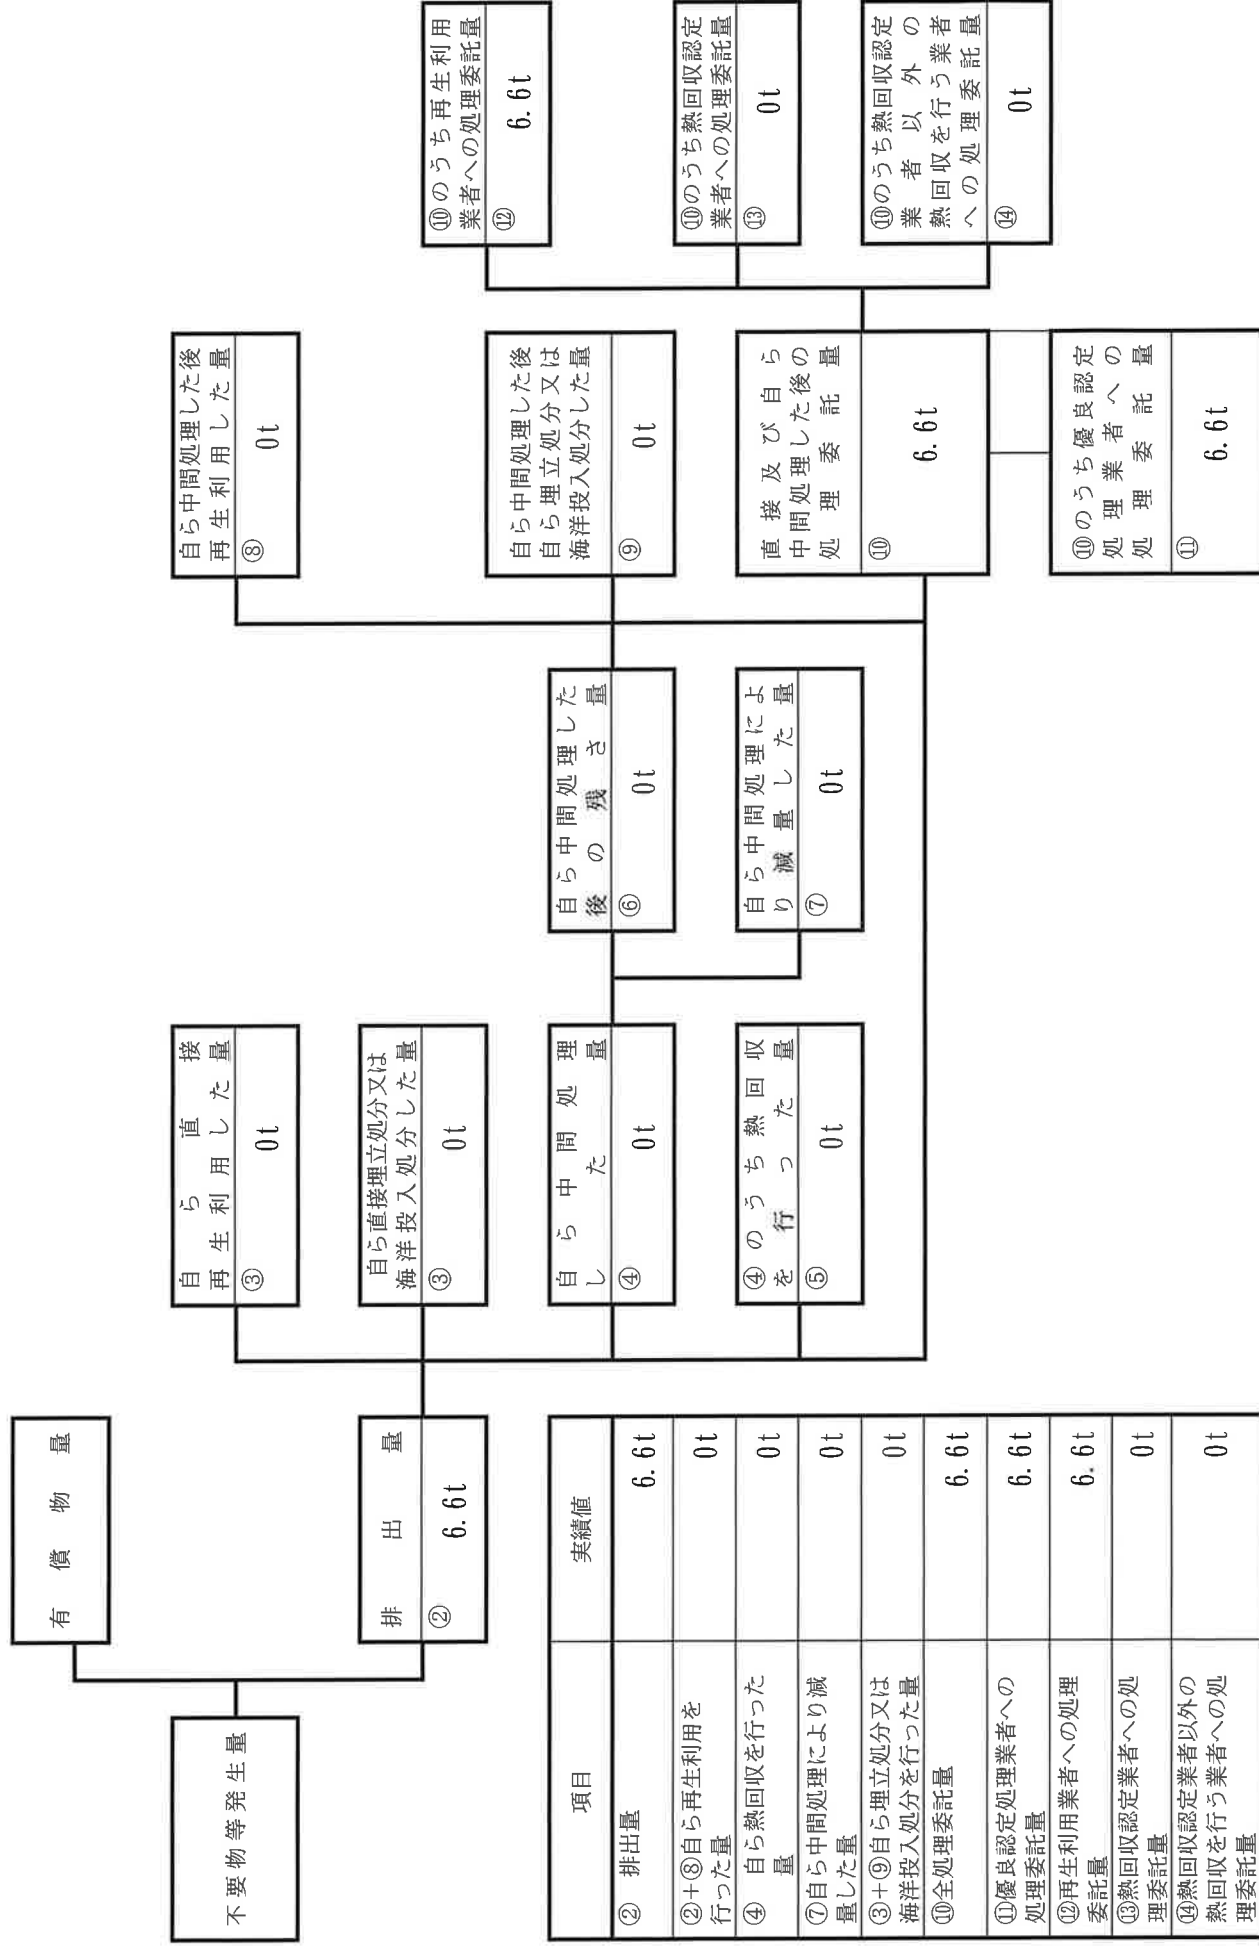 不要物等発生量
有償物量
排出量
②
6.6t
自ら直接
再生利用した量
③
0t
自ら直接埋立処分又は
海洋投入処分した量
③
0t
自ら中間処理
した量
④
0t
④のうち熱回収
を行った量
⑤
0t
自ら中間処理した
後の残さ量
⑥
0t
自ら中間処理によ
り減量した量
⑦
0t
自ら中間処理した後
再生利用した量
⑧
0t
自ら中間処理した後
自ら埋立処分又は
海洋投入処分した量
⑨
0t
直接及び自ら
中間処理した後の
処理委託量
⑩
6.6t
⑩のうち優良認定
処理業者への
処理委託量
⑪
6.6t
⑩のうち再生利用
業者への処理委託量
⑫
6.6t
⑩のうち熱回収認定
業者への処理委託量
⑬
0t
⑩のうち熱回収認定
業者以外の
熱回収を行う業者
への処理委託量
⑭
0t
項目 実績値
② 排出量 6.6t
②+⑧自ら再生利用を
行った量 0t
④ 自ら熱回収を行った
量 0t
⑦自ら中間処理により減
量した量 0t
③+⑨自ら埋立処分又は
海洋投入処分を行った量 0t
⑩全処理委託量 6.6t
⑪優良認定処理業者への
処理委託量 6.6t
⑫再生利用業者への処理
委託量 6.6t
⑬熱回収認定業者への処
理委託量 0t
⑭熱回収認定業者以外の
熱回収を行う業者への処
理委託量 0t